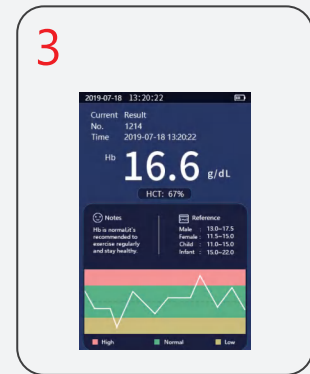 3
2019-07-18 13:20:22
Current Result
No. 1214
Time 2019-07-18 13:20:22
Hb 16.6 g/dL
HCT: 67%
Notes
Hb is normal.it's
recommended to
exercise regularly
and stay healthy.
Reference
Male : 13.0~17.5
Female : 11.5~15.0
Child : 11.0~15.0
Infant : 15.0~22.0
High Normal Low